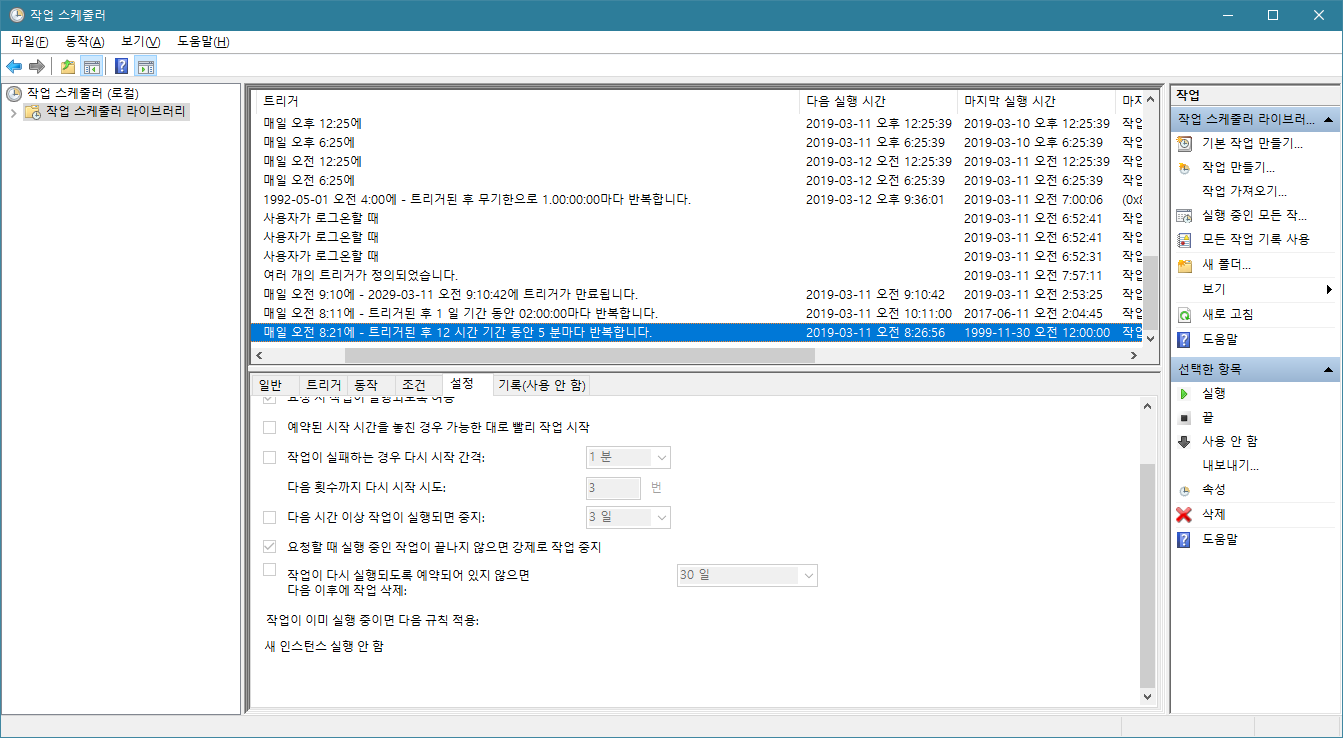 작업 스케줄러
파일(F) 동작(A) 보기(V) 도움말(H)
작업 스케줄러 (로컬)
작업 스케줄러 라이브러리
트리거 다음 실행 시간 마지막 실행 시간 마지
매일 오후 12:25에 2019-03-11 오후 12:25:39 2019-03-10 오후 12:25:39 작업
매일 오후 6:25에 2019-03-11 오후 6:25:39 2019-03-10 오후 6:25:39 작업
매일 오전 12:25에 2019-03-12 오전 12:25:39 2019-03-11 오전 12:25:39 작업
매일 오전 6:25에 2019-03-12 오전 6:25:39 2019-03-11 오전 6:25:39 작업
1992-05-01 오전 4:00에 - 트리거된 후 무기한으로 1.00:00:00마다 반복합니다. 2019-03-12 오후 9:36:01 2019-03-11 오전 7:00:06 (0x8
사용자가 로그온할 때 2019-03-11 오전 6:52:41 작업
사용자가 로그온할 때 2019-03-11 오전 6:52:41 작업
사용자가 로그온할 때 2019-03-11 오전 6:52:31 작업
여러 개의 트리거가 정의되었습니다. 2019-03-11 오전 7:57:11 작업
매일 오전 9:10에 - 2029-03-11 오전 9:10:42에 트리거가 만료됩니다. 2019-03-11 오전 9:10:42 2019-03-11 오전 2:53:25 작업
매일 오전 8:11에 - 트리거된 후 1 일 기간 동안 02:00:00마다 반복합니다. 2019-03-11 오전 10:11:00 2017-06-11 오전 2:04:45 작업
매일 오전 8:21에 - 트리거된 후 12 시간 기간 동안 5 분마다 반복합니다. 2019-03-11 오전 8:26:56 1999-11-30 오전 12:00:00 작업
일반 트리거 동작 조건 설정 기록(사용 안 함)
요청 시 작업이 실행되도록 허용
예약된 시작 시간을 놓친 경우 가능한 대로 빨리 작업 시작
작업이 실패하는 경우 다시 시작 간격: 1 분
다음 횟수까지 다시 시작 시도: 3 번
다음 시간 이상 작업이 실행되면 중지: 3 일
요청할 때 실행 중인 작업이 끝나지 않으면 강제로 작업 중지
작업이 다시 실행되도록 예약되어 있지 않으면 30 일
다음 이후에 작업 삭제:
작업이 이미 실행 중이면 다음 규칙 적용:
새 인스턴스 실행 안 함
작업
작업 스케줄러 라이브러...
기본 작업 만들기...
작업 만들기...
작업 가져오기...
실행 중인 모든 작...
모든 작업 기록 사용
새 폴더...
보기
새로 고침
도움말
선택한 항목
실행
끝
사용 안 함
내보내기...
속성
삭제
도움말